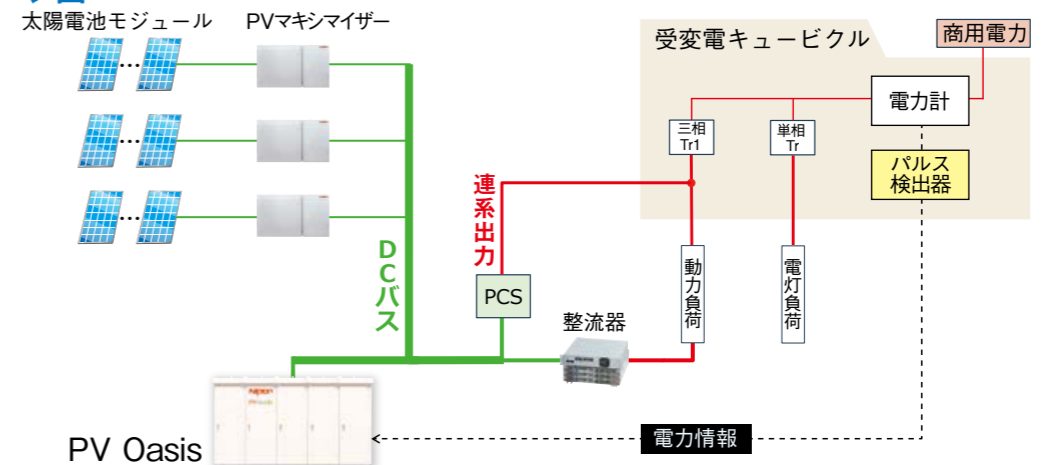 太陽電池モジュール
PVマキシマイザー
受変電キュービクル
商用電力
電力計
三相
Tr1
単相
Tr
パルス
検出器
連系出力
DCバス
PCS
整流器
動力負荷
電灯負荷
PV Oasis
電力情報